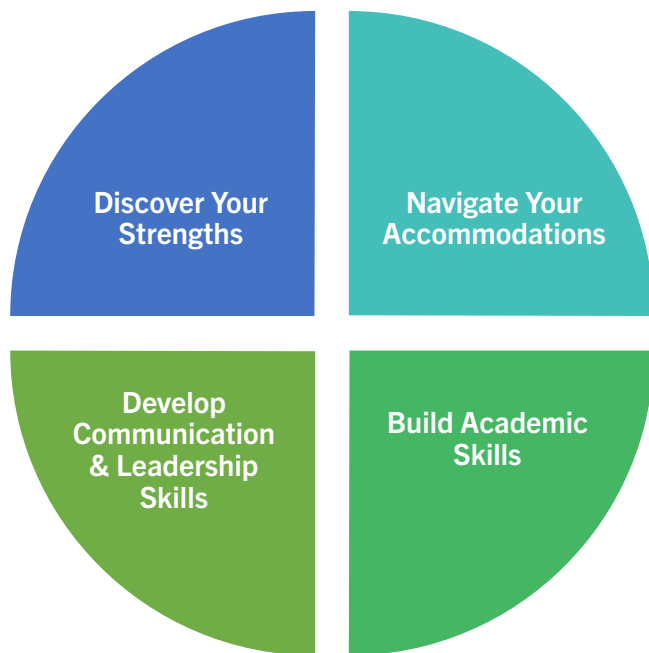 Discover Your
Strengths
Navigate Your
Accommodations
Develop
Communication
& Leadership
Skills
Build Academic
Skills